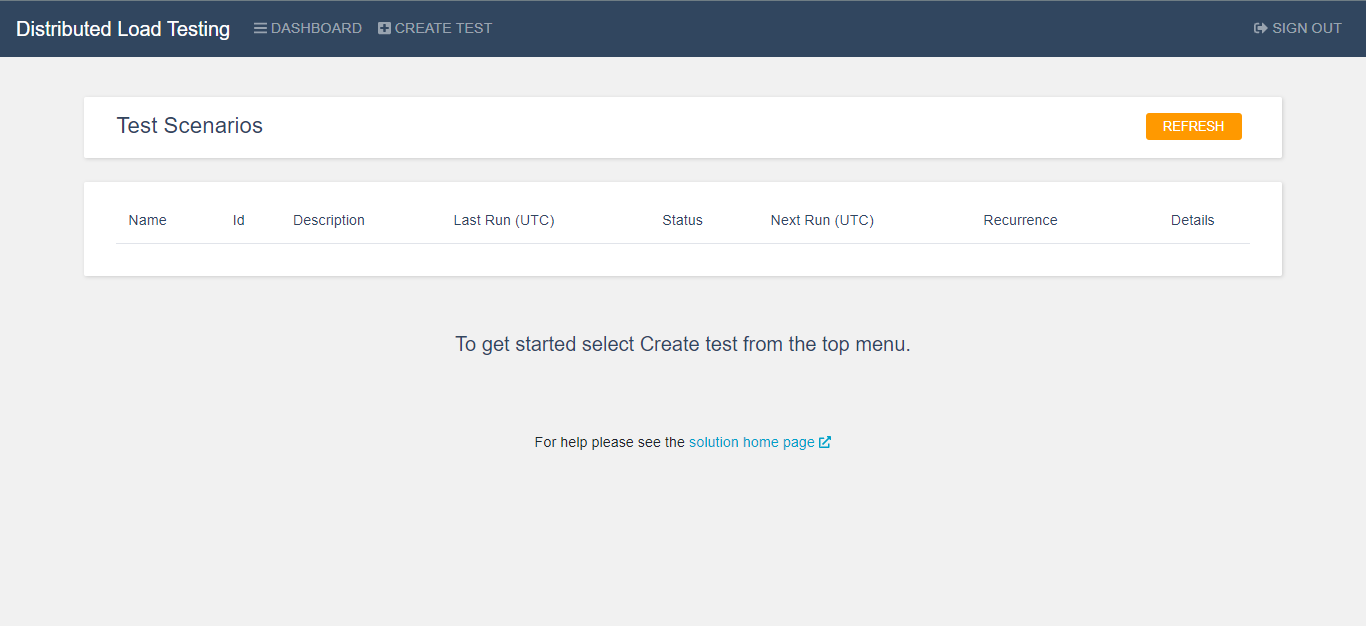 Distributed Load Testing DASHBOARD CREATE TEST SIGN OUT
Test Scenarios REFRESH
Name Id Description Last Run (UTC) Status Next Run (UTC) Recurrence Details
To get started select Create test from the top menu.
For help please see the solution home page